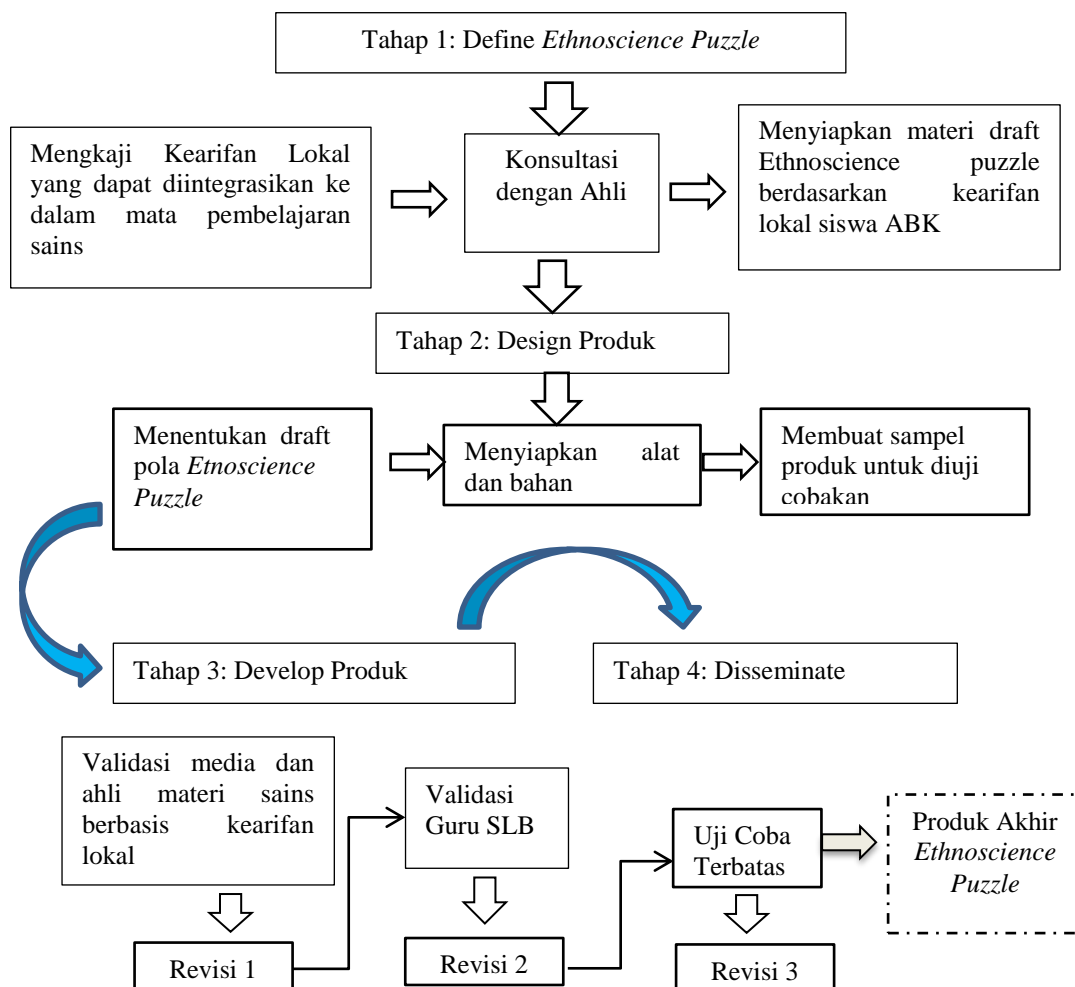 Tahap 1: Define Ethnoscience Puzzle
Mengkaji Kearifan Lokal
yang dapat diintegrasikan ke
dalam mata pembelajaran
sains
Konsultasi
dengan Ahli
Menyiapkan materi draft
Ethnoscience puzzle
berdasarkan kearifan
lokal siswa ABK
Tahap 2: Design Produk
Menentukan draft
pola Etnoscience
Puzzle
Menyiapkan alat
dan bahan
Membuat sampel
produk untuk diuji
cobakan
Tahap 3: Develop Produk
Tahap 4: Disseminate
Validasi media dan
ahli materi sains
berbasis kearifan
lokal
Validasi
Guru SLB
Uji Coba
Terbatas
Produk Akhir
Ethnoscience
Puzzle
Revisi 1
Revisi 2
Revisi 3